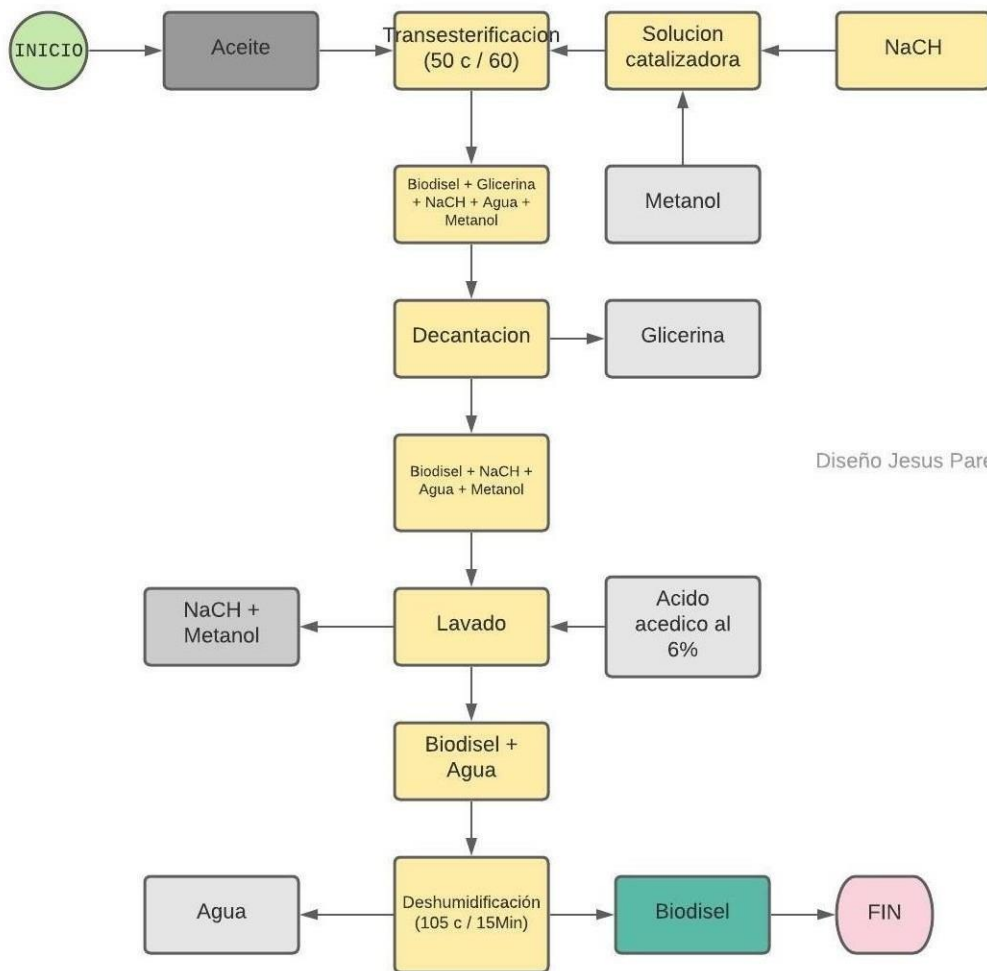 INICIO
Aceite
Transesterificacion
(50 c / 60)
Solucion
catalizadora
NaCH
Biodisel + Glicerina
+ NaCH + Agua +
Metanol
Metanol
Decantacion
Glicerina
Biodisel + NaCH +
Agua + Metanol
Diseño Jesus Pare
NaCH +
Metanol
Lavado
Acido
acedico al
6%
Biodisel +
Agua
Agua
Deshumidificación
(105 c / 15Min)
Biodisel
FIN